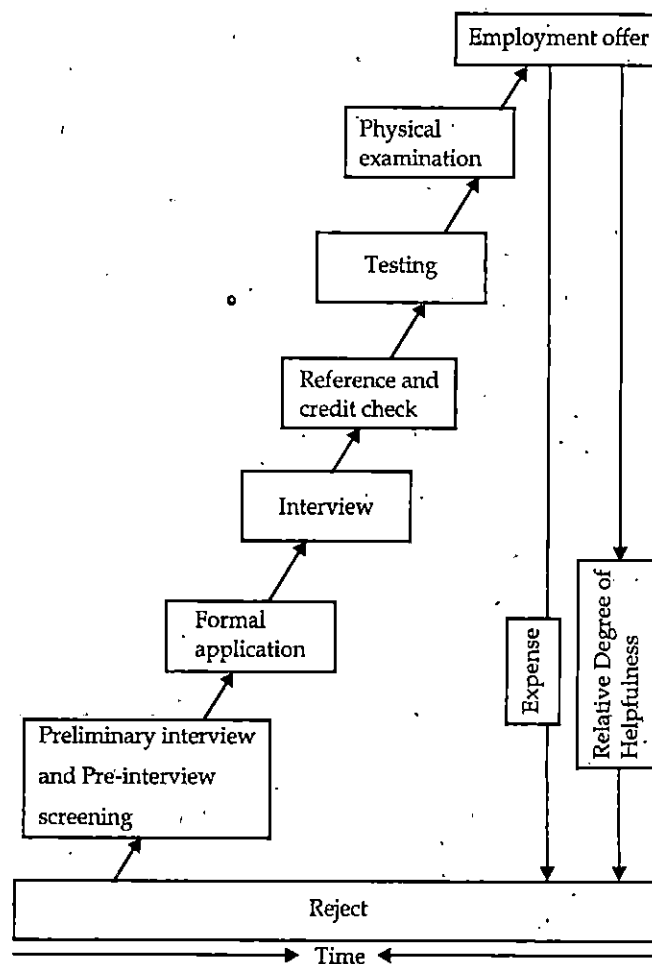 Employment offer
Physical
examination
Testing
Reference and
credit check
Interview
Formal
application
Preliminary interview
and Pre-interview
screening
Expense
Relative Degree of
Helpfulness
Reject
Time